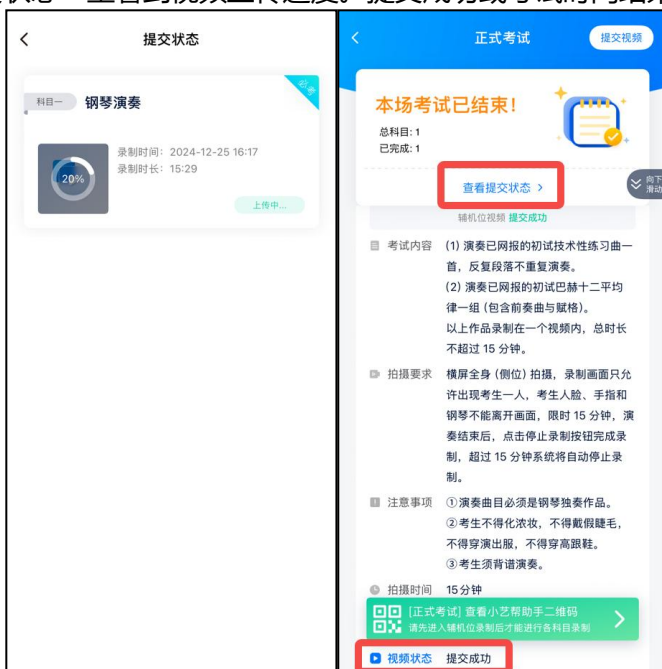 提交状态
科目一 钢琴演奏
必考
录制时间：2024-12-25 16:17
录制时长：15:29
20%
上传中...
正式考试
提交视频
本场考试已结束！
总科目: 1
已完成: 1
查看提交状态 >
向下
滑动
辅机位视频 提交成功
考试内容 (1) 演奏已网报的初试技术性练习曲一
首，反复段落不重复演奏。
(2) 演奏已网报的初试巴赫十二平均
律一组 (包含前奏曲与赋格)。
以上作品录制在一个视频内，总时长
不超过 15 分钟。
拍摄要求 横屏全身 (侧位) 拍摄，录制画面只允
许出现考生一人，考生人脸、手指和
钢琴不能离开画面，限时 15 分钟，演
奏结束后，点击停止录制按钮完成录
制，超过 15 分钟系统将自动停止录
制。
注意事项 ①演奏曲目必须是钢琴独奏作品。
②考生不得化浓妆，不得戴假睫毛，
不得穿演出服，不得穿高跟鞋。
③考生须背谱演奏。
拍摄时间 15分钟
[正式考试] 查看小艺帮助手二维码
请先进入辅机位录制后才能进行各科目录制
视频状态 提交成功